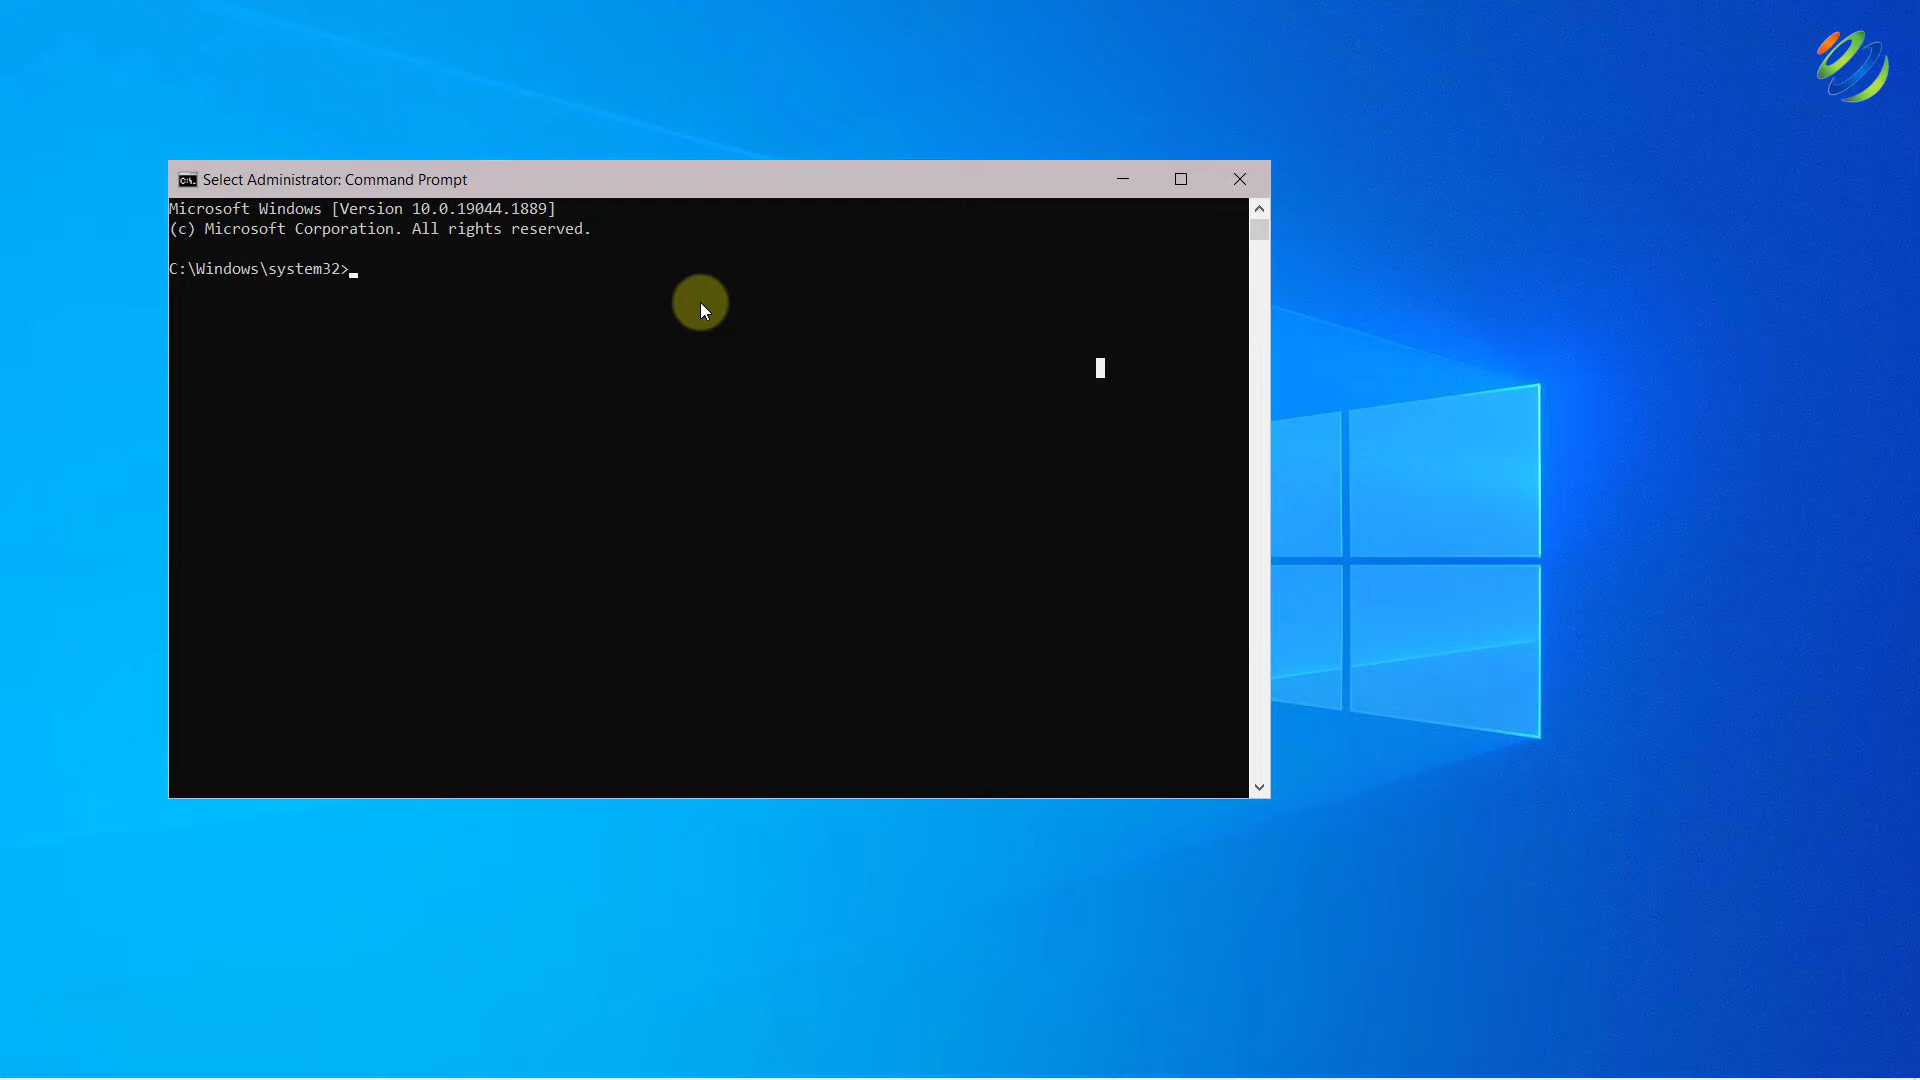 Select Administrator: Command Prompt
Microsoft Windows [Version 10.0.19044.1889]
(c) Microsoft Corporation. All rights reserved.
C:\Windows\system32>